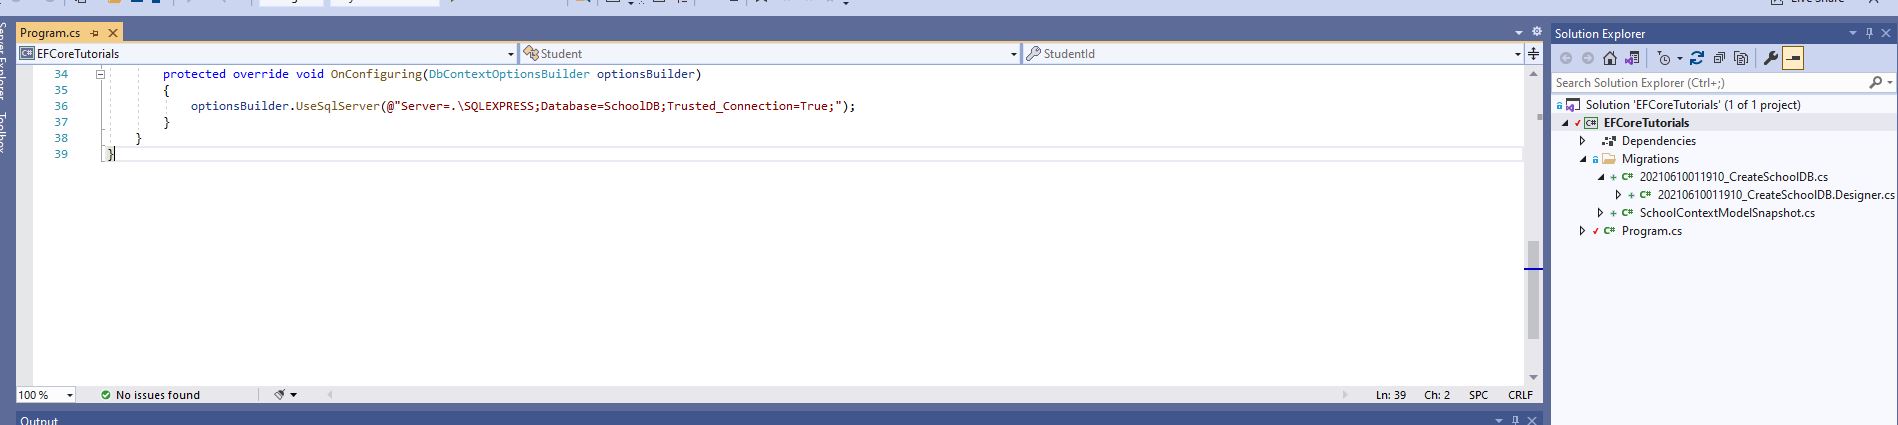 Live Share
Server Explorer
Toolbox
Program.cs
EFCoreTutorials
Student
StudentId
34 protected override void OnConfiguring(DbContextOptionsBuilder optionsBuilder)
35 {
36 optionsBuilder.UseSqlServer(@"Server=.\SQLEXPRESS;Database=SchoolDB;Trusted_Connection=True;");
37 }
38 }
39 }
100 %
No issues found
Ln: 39 Ch: 2 SPC CRLF
Output
Solution Explorer
Search Solution Explorer (Ctrl+;)
Solution 'EFCoreTutorials' (1 of 1 project)
C# EFCoreTutorials
Dependencies
Migrations
C# 20210610011910_CreateSchoolDB.cs
C# 20210610011910_CreateSchoolDB.Designer.cs
C# SchoolContextModelSnapshot.cs
C# Program.cs